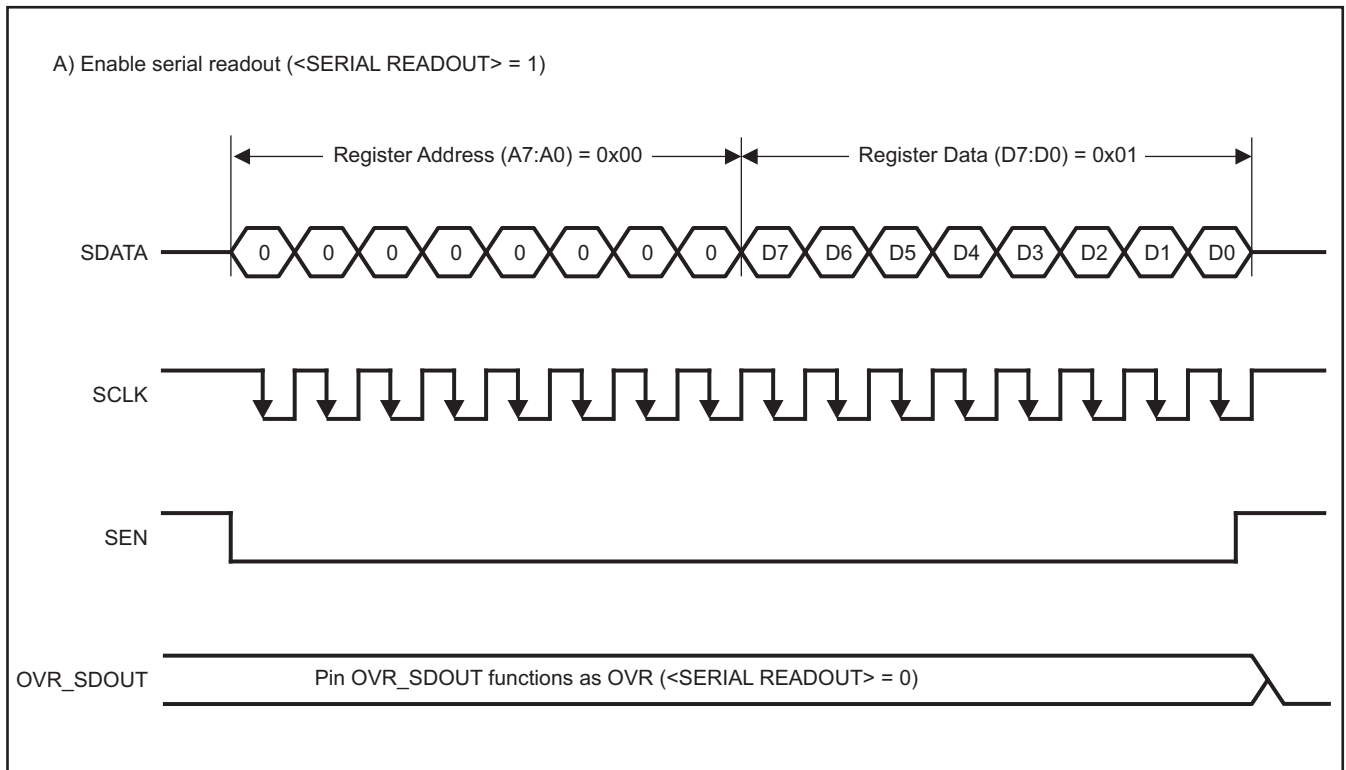 A) Enable serial readout (<SERIAL READOUT> = 1)
Register Address (A7:A0) = 0x00
Register Data (D7:D0) = 0x01
SDATA 0 0 0 0 0 0 0 0 D7 D6 D5 D4 D3 D2 D1 D0
SCLK
SEN
OVR_SDOUT Pin OVR_SDOUT functions as OVR (<SERIAL READOUT> = 0)